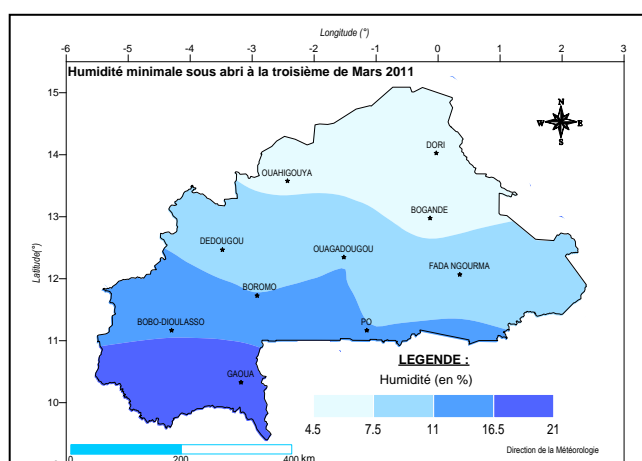 Longitude (°)
-6 -5 -4 -3 -2 -1 0 1 2 3
Humidité minimale sous abri à la troisième de Mars 2011
15
14
13
12
11
10
Latitude(°)
N
W E
S
DORI
OUAHIGOUYA
BOGANDE
DEDOUGOU
OUAGADOUGOU
FADA NGOURMA
BOROMO
BOBO-DIOULASSO
PO
GAOUA
LEGENDE :
Humidité (en %)
4.5 7.5 11 16.5 21
Direction de la Météorologie
0 200 400 km